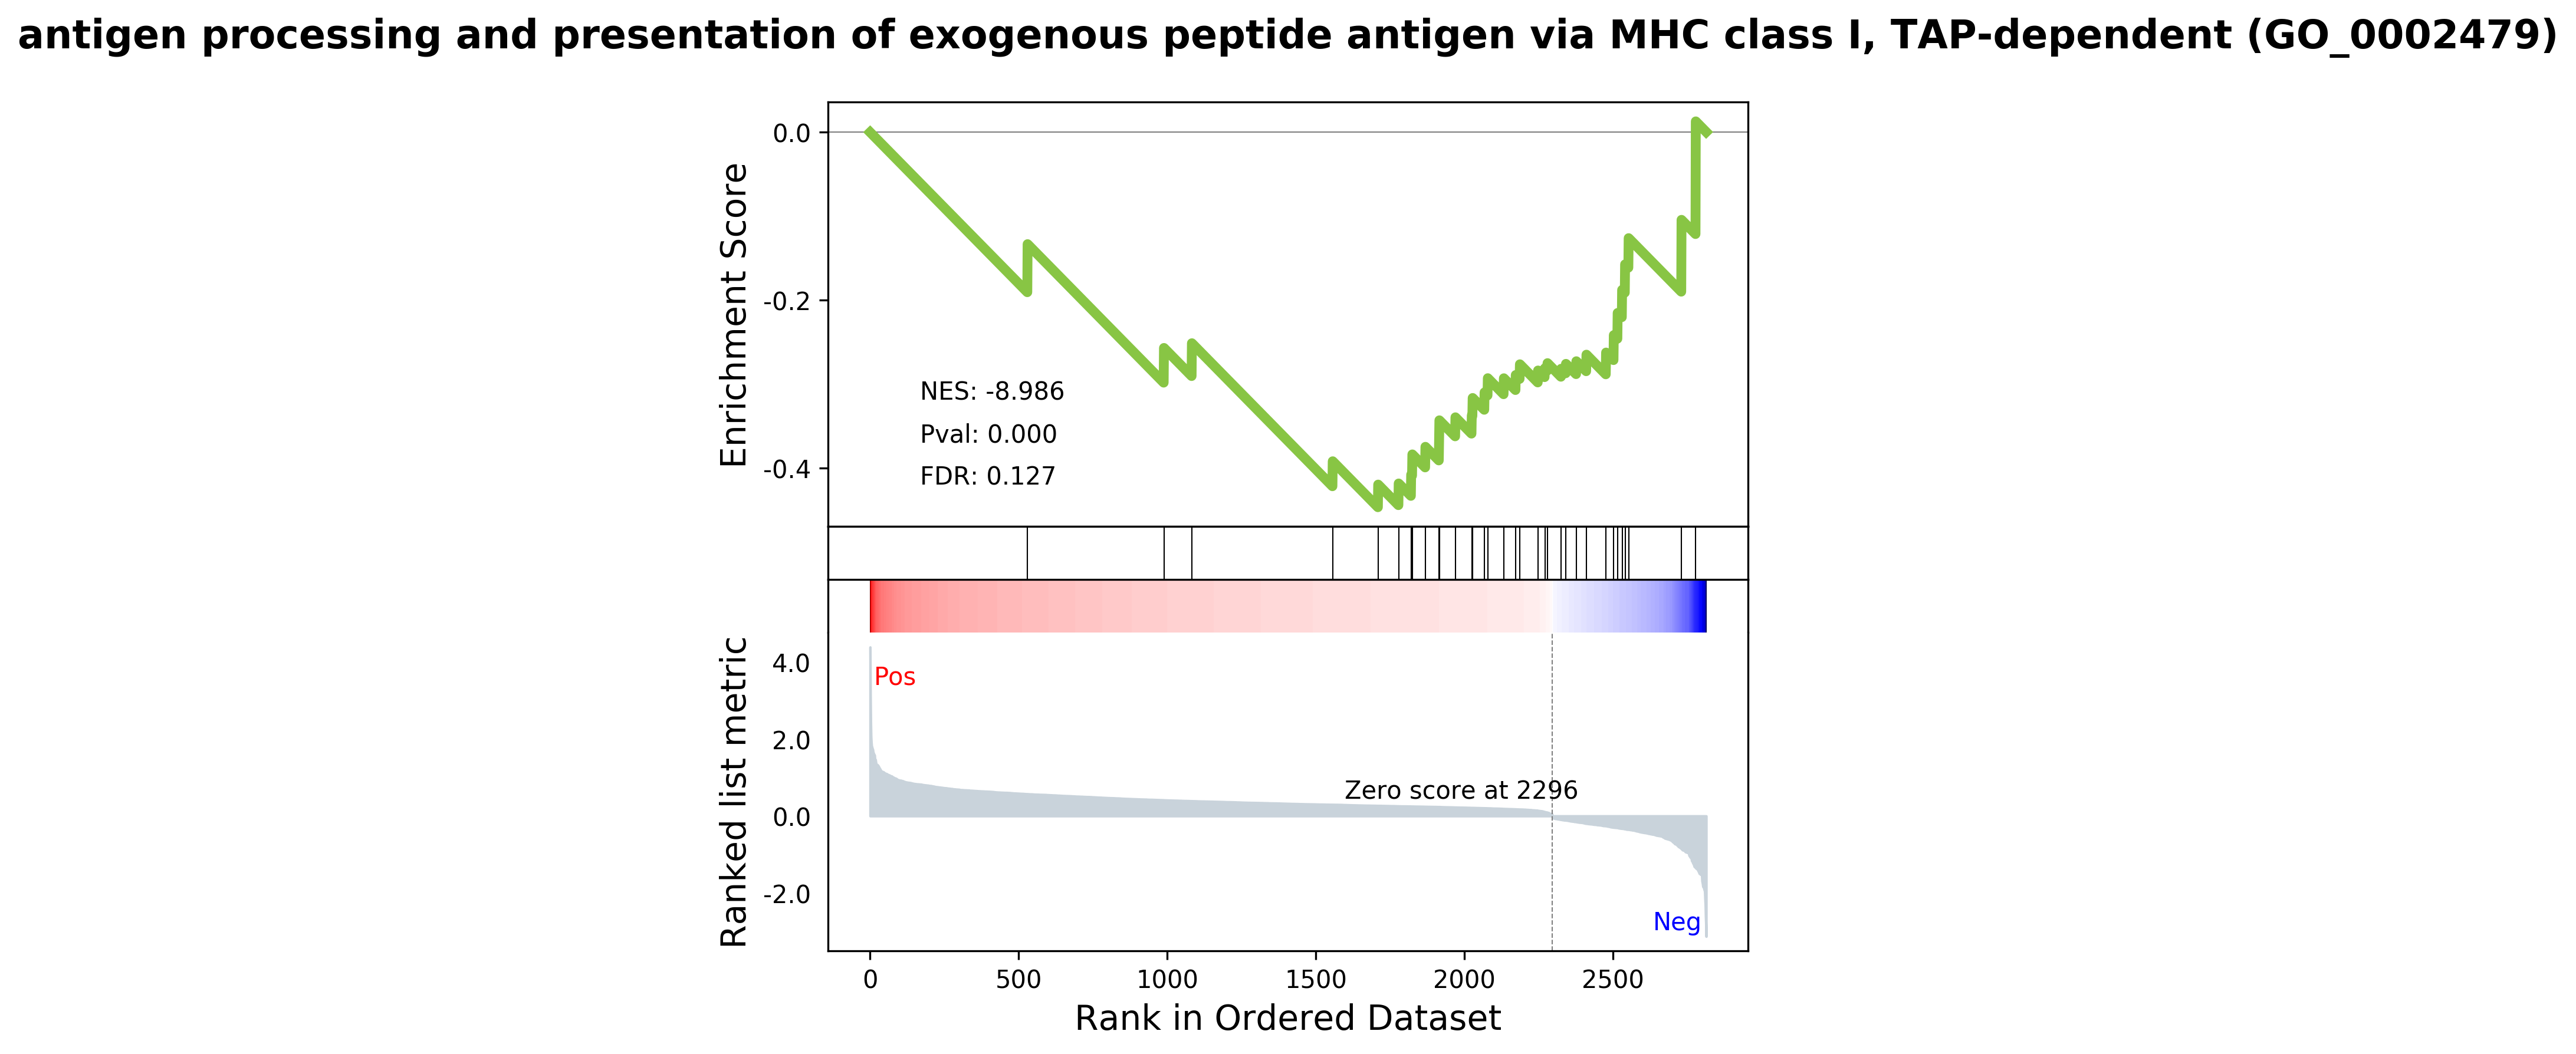 antigen processing and presentation of exogenous peptide antigen via MHC class I, TAP-dependent (GO_0002479)
Enrichment Score
0.0
-0.2
-0.4
NES: -8.986
Pval: 0.000
FDR: 0.127
Ranked list metric
4.0
2.0
0.0
-2.0
Pos
Zero score at 2296
Neg
0 500 1000 1500 2000 2500
Rank in Ordered Dataset